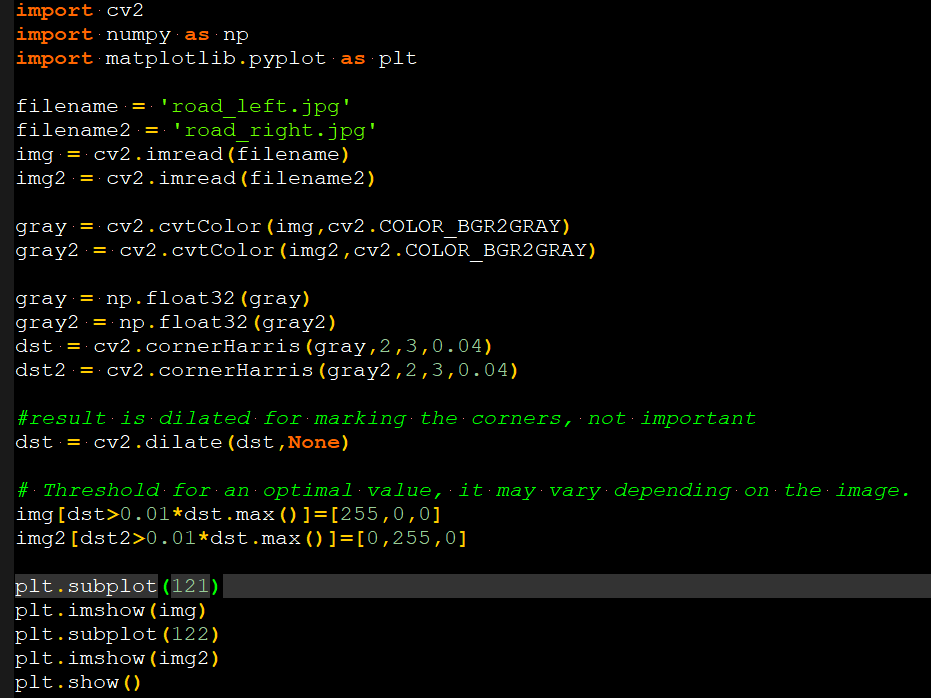 import cv2
import numpy as np
import matplotlib.pyplot as plt
filename = 'road_left.jpg'
filename2 = 'road_right.jpg'
img = cv2.imread(filename)
img2 = cv2.imread(filename2)
gray = cv2.cvtColor(img,cv2.COLOR_BGR2GRAY)
gray2 = cv2.cvtColor(img2,cv2.COLOR_BGR2GRAY)
gray = np.float32(gray)
gray2 = np.float32(gray2)
dst = cv2.cornerHarris(gray,2,3,0.04)
dst2 = cv2.cornerHarris(gray2,2,3,0.04)
#result is dilated for marking the corners, not important
dst = cv2.dilate(dst,None)
# Threshold for an optimal value, it may vary depending on the image.
img[dst>0.01*dst.max()]=[255,0,0]
img2[dst2>0.01*dst.max()]=[0,255,0]
plt.subplot(121)
plt.imshow(img)
plt.subplot(122)
plt.imshow(img2)
plt.show()